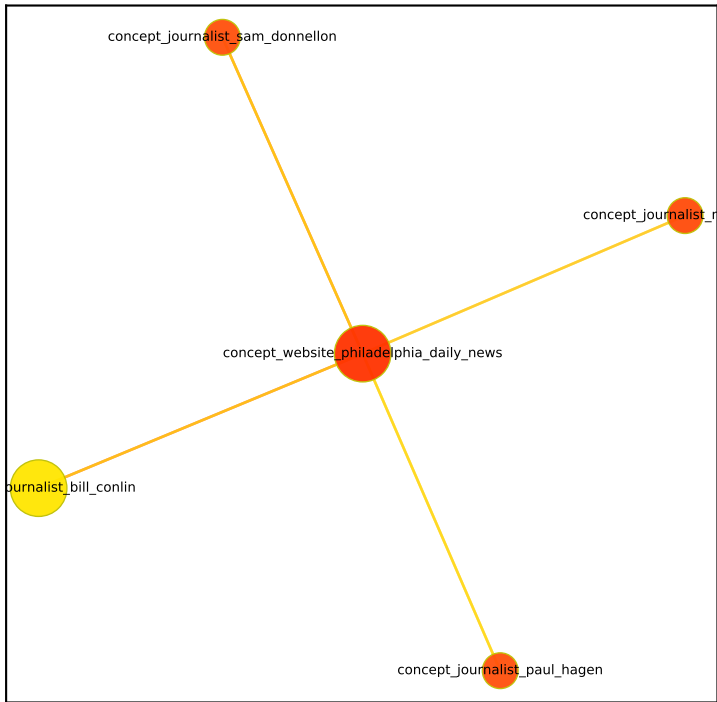 concept_journalist_sam_donnellon
concept_journalist_r
concept_website_philadelphia_daily_news
ournalist_bill_conlin
concept_journalist_paul_hagen